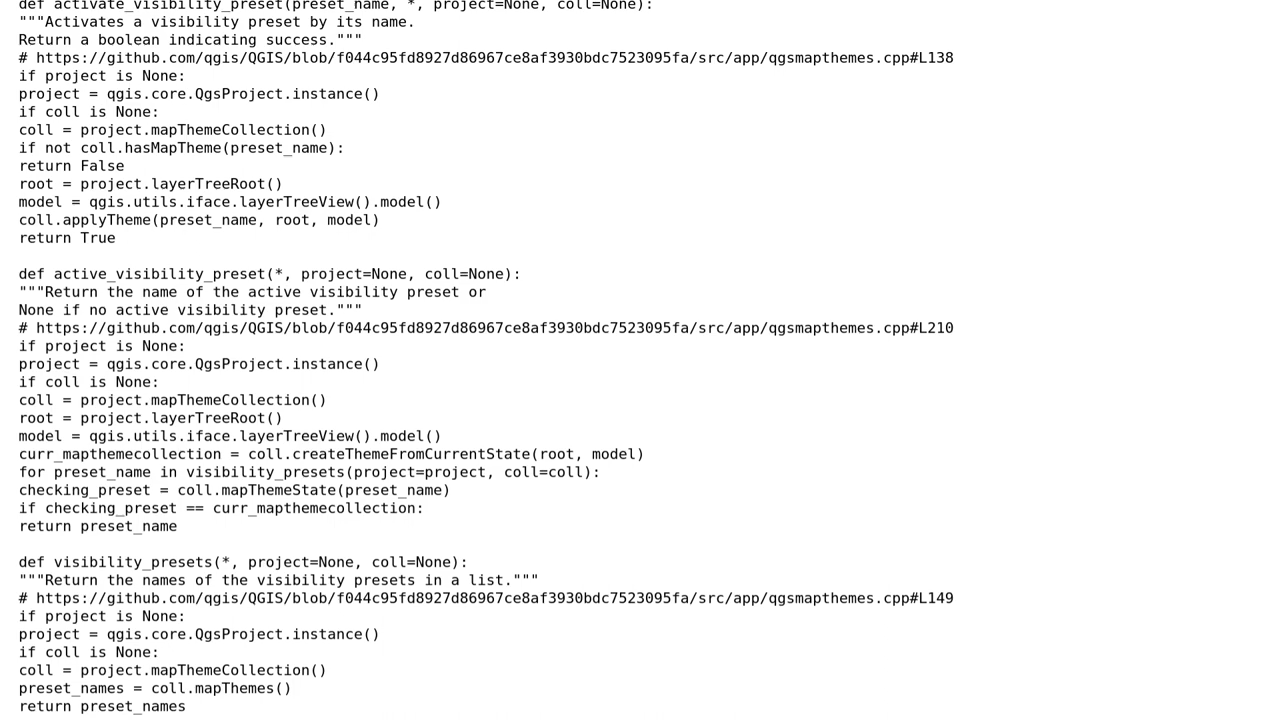 def activate_visibility_preset(preset_name, *, project=None, coll=None):
"""Activates a visibility preset by its name.
Return a boolean indicating success."""
# https://github.com/qgis/QGIS/blob/f044c95fd8927d86967ce8af3930bdc7523095fa/src/app/qgsmapthemes.cpp#L138
if project is None:
project = qgis.core.QgsProject.instance()
if coll is None:
coll = project.mapThemeCollection()
if not coll.hasMapTheme(preset_name):
return False
root = project.layerTreeRoot()
model = qgis.utils.iface.layerTreeView().model()
coll.applyTheme(preset_name, root, model)
return True

def active_visibility_preset(*, project=None, coll=None):
"""Return the name of the active visibility preset or
None if no active visibility preset."""
# https://github.com/qgis/QGIS/blob/f044c95fd8927d86967ce8af3930bdc7523095fa/src/app/qgsmapthemes.cpp#L210
if project is None:
project = qgis.core.QgsProject.instance()
if coll is None:
coll = project.mapThemeCollection()
root = project.layerTreeRoot()
model = qgis.utils.iface.layerTreeView().model()
curr_mapthemecollection = coll.createThemeFromCurrentState(root, model)
for preset_name in visibility_presets(project=project, coll=coll):
checking_preset = coll.mapThemeState(preset_name)
if checking_preset == curr_mapthemecollection:
return preset_name

def visibility_presets(*, project=None, coll=None):
"""Return the names of the visibility presets in a list."""
# https://github.com/qgis/QGIS/blob/f044c95fd8927d86967ce8af3930bdc7523095fa/src/app/qgsmapthemes.cpp#L149
if project is None:
project = qgis.core.QgsProject.instance()
if coll is None:
coll = project.mapThemeCollection()
preset_names = coll.mapThemes()
return preset_names